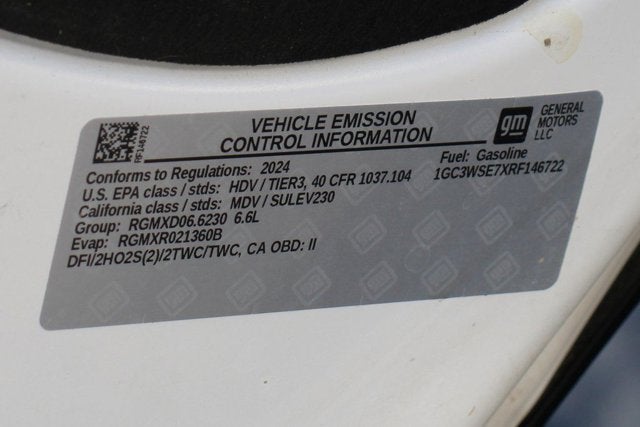 VEHICLE EMISSION
CONTROL INFORMATION
RF146722
gm
GENERAL
MOTORS
LLC
Conforms to Regulations: 2024
Fuel: Gasoline
U.S. EPA class / stds: HDV / TIER3, 40 CFR 1037.104
1GC3WSE7XRF146722
California class / stds: MDV / SULEV230
Group: RGMXD06.6230 6.6L
Evap: RGMXR021360B
DFI/2HO2S(2)/2TWC/TWC, CA OBD: II